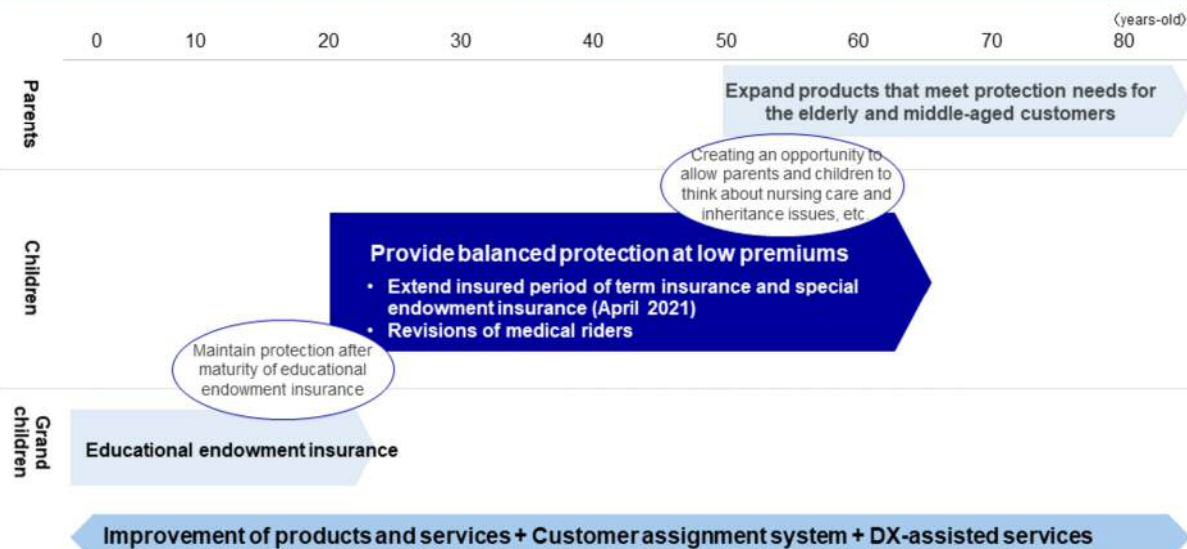 〈years-old〉
0 10 20 30 40 50 60 70 80
Parents
Expand products that meet protection needs for
the elderly and middle-aged customers
Creating an opportunity to
allow parents and children to
think about nursing care and
inheritance issues, etc.
Children
Provide balanced protection at low premiums
• Extend insured period of term insurance and special
endowment insurance (April 2021)
• Revisions of medical riders
Maintain protection after
maturity of educational
endowment insurance
Grand
children
Educational endowment insurance
Improvement of products and services + Customer assignment system + DX-assisted services